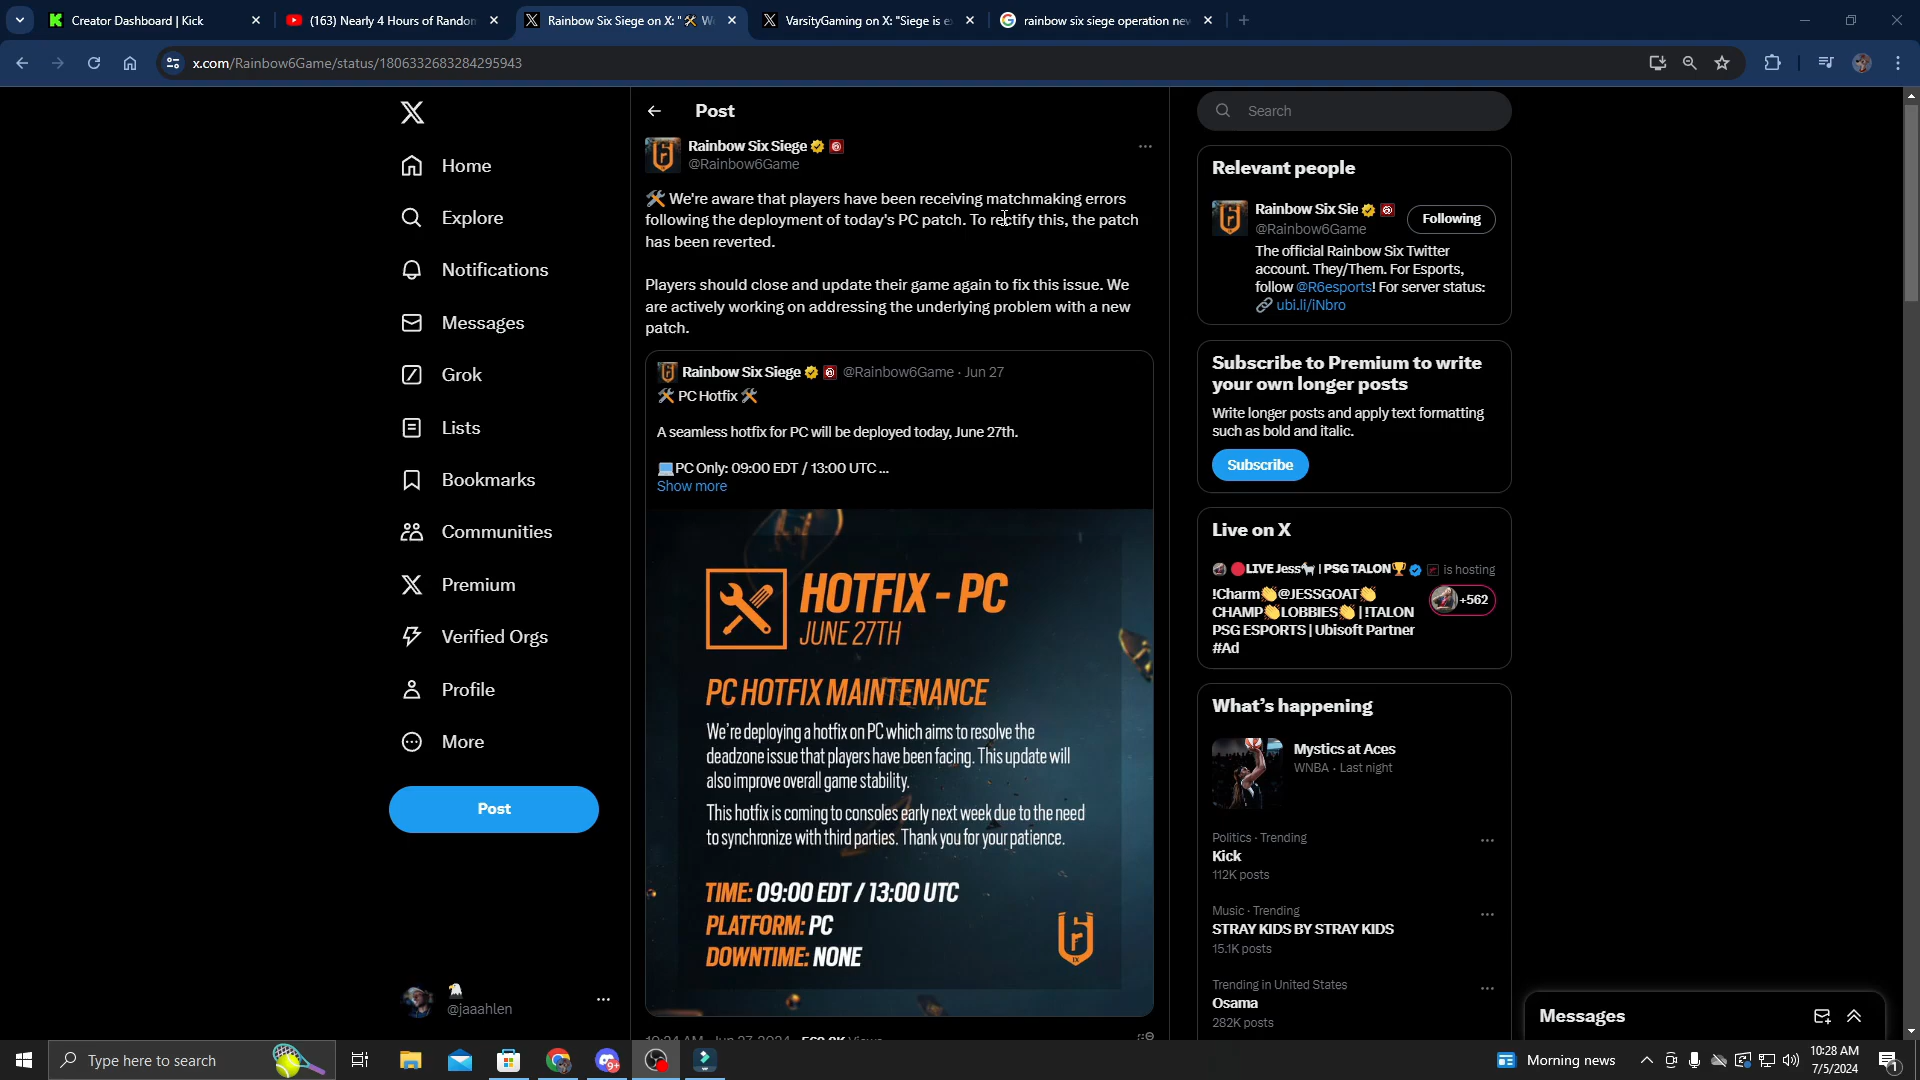 Creator Dashboard | Kick
(163) Nearly 4 Hours of Random
Rainbow Six Siege on X: "🛠 We
VarsityGaming on X: "Siege is e
rainbow six siege operation new
x.com/Rainbow6Game/status/1806332683284295943
Home
Explore
Notifications
Messages
Grok
Lists
Bookmarks
Communities
Premium
Verified Orgs
Profile
More
Post
🦅
@jaaahlen
Post
Rainbow Six Siege
@Rainbow6Game
🛠 We're aware that players have been receiving matchmaking errors
following the deployment of today's PC patch. To rectify this, the patch
has been reverted.
Players should close and update their game again to fix this issue. We
are actively working on addressing the underlying problem with a new
patch.
Rainbow Six Siege @Rainbow6Game · Jun 27
🛠 PC Hotfix 🛠
A seamless hotfix for PC will be deployed today, June 27th.
💻PC Only: 09:00 EDT / 13:00 UTC ...
Show more
HOTFIX - PC
JUNE 27TH
PC HOTFIX MAINTENANCE
We're deploying a hotfix on PC which aims to resolve the
deadzone issue that players have been facing. This update will
also improve overall game stability.
This hotfix is coming to consoles early next week due to the need
to synchronize with third parties. Thank you for your patience.
TIME: 09:00 EDT / 13:00 UTC
PLATFORM: PC
DOWNTIME: NONE
Search
Relevant people
Rainbow Six Sie
@Rainbow6Game
Following
The official Rainbow Six Twitter
account. They/Them. For Esports,
follow @R6esports! For server status:
🔗 ubi.li/iNbro
Subscribe to Premium to write
your own longer posts
Write longer posts and apply text formatting
such as bold and italic.
Subscribe
Live on X
🔴LIVE Jess🐐 | PSG TALON🏆 is hosting
!Charm👏@JESSGOAT👏
CHAMP👏LOBBIES👏 | !TALON
PSG ESPORTS | Ubisoft Partner
#Ad
+562
What's happening
Mystics at Aces
WNBA · Last night
Politics · Trending
Kick
112K posts
Music · Trending
STRAY KIDS BY STRAY KIDS
15.1K posts
Trending in United States
Osama
282K posts
Messages
Type here to search
9+
Morning news
10:28 AM
7/5/2024
1